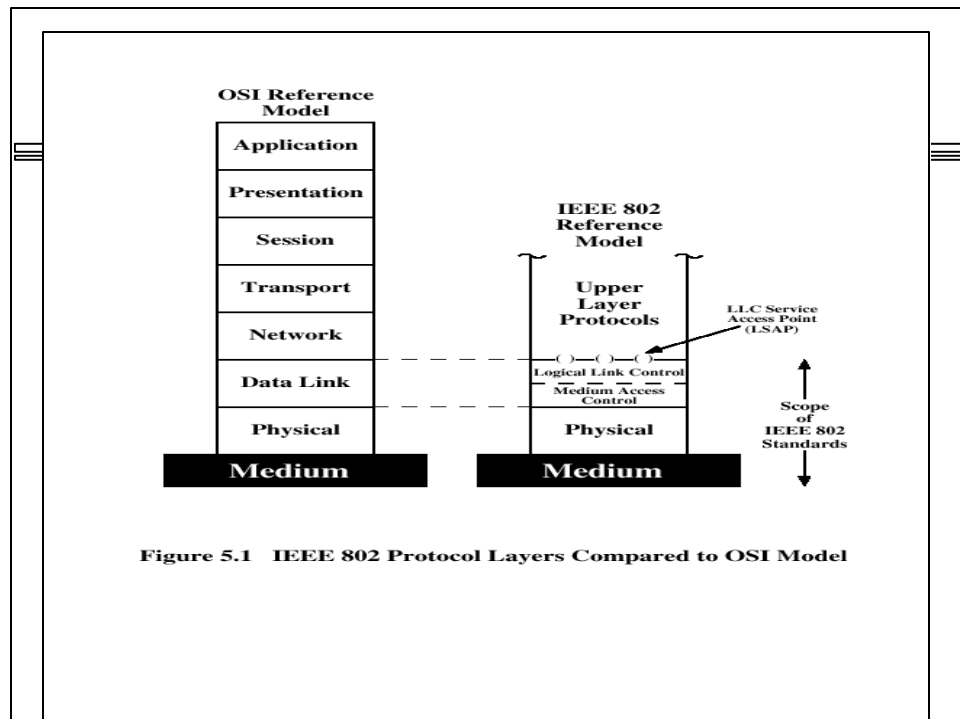 OSI Reference
Model
Application
Presentation
Session
Transport
Network
Data Link
Physical
Medium
IEEE 802
Reference
Model
Upper
Layer
Protocols
LLC Service
Access Point
(LSAP)
Logical Link Control
Medium Access
Control
Physical
Medium
Scope
of
IEEE 802
Standards
Figure 5.1 IEEE 802 Protocol Layers Compared to OSI Model